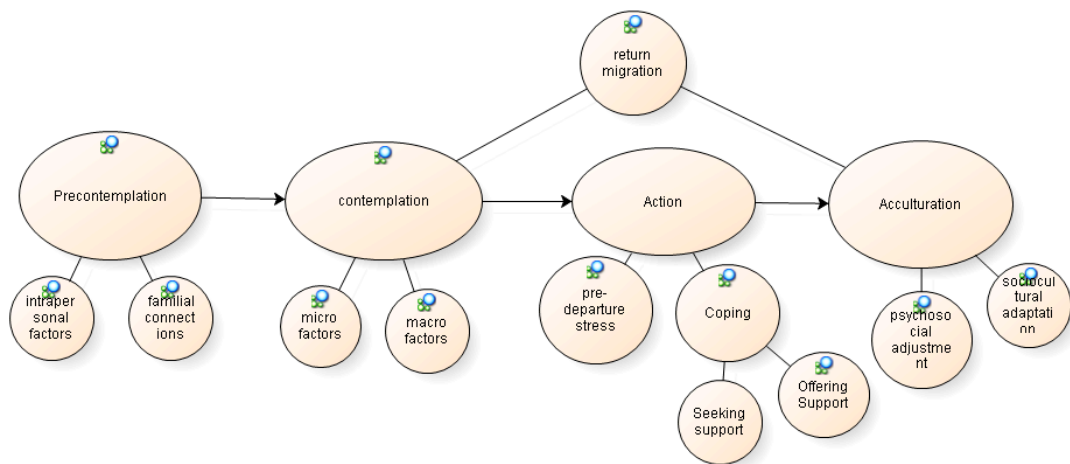 return
migration
Precontemplation
contemplation
Action
Acculturation
intraper
sonal
factors
familial
connect
ions
micro
factors
macro
factors
pre-
departure
stress
Coping
psychoso
cial
adjustme
nt
sociocul
tural
adaptati
on
Seeking
support
Offering
Support